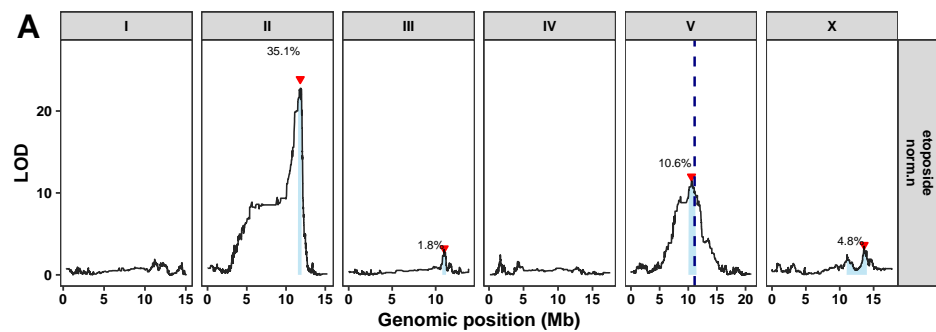 A
I II III IV V X
35.1%
20
10.6%
LOD
10
1.8%
4.8%
0
etoposide
norm.n
0 5 10 15 0 5 10 15 0 5 10 0 5 10 15 0 5 10 15 20 0 5 10 15
Genomic position (Mb)